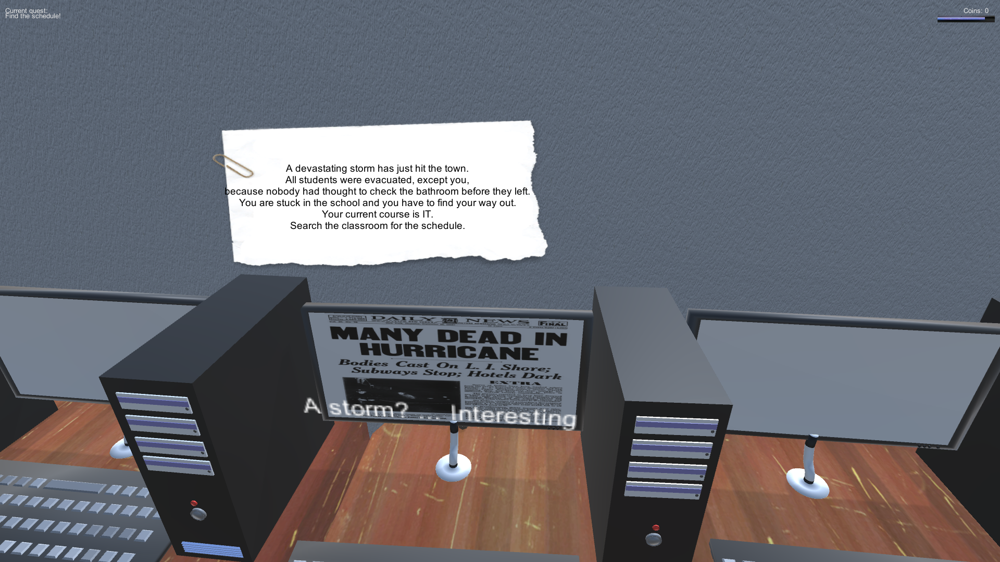 Current quest:
Find the schedule!
Coins: 0
A devastating storm has just hit the town.
All students were evacuated, except you,
because nobody had thought to check the bathroom before they left.
You are stuck in the school and you have to find your way out.
Your current course is IT.
Search the classroom for the schedule.
DAILY NEWS
FINAL
MANY DEAD IN
HURRICANE
Bodies Cast On L. I. Shore;
Subways Stop; Hotels Dark
EXTRA
A storm? ... Interesting